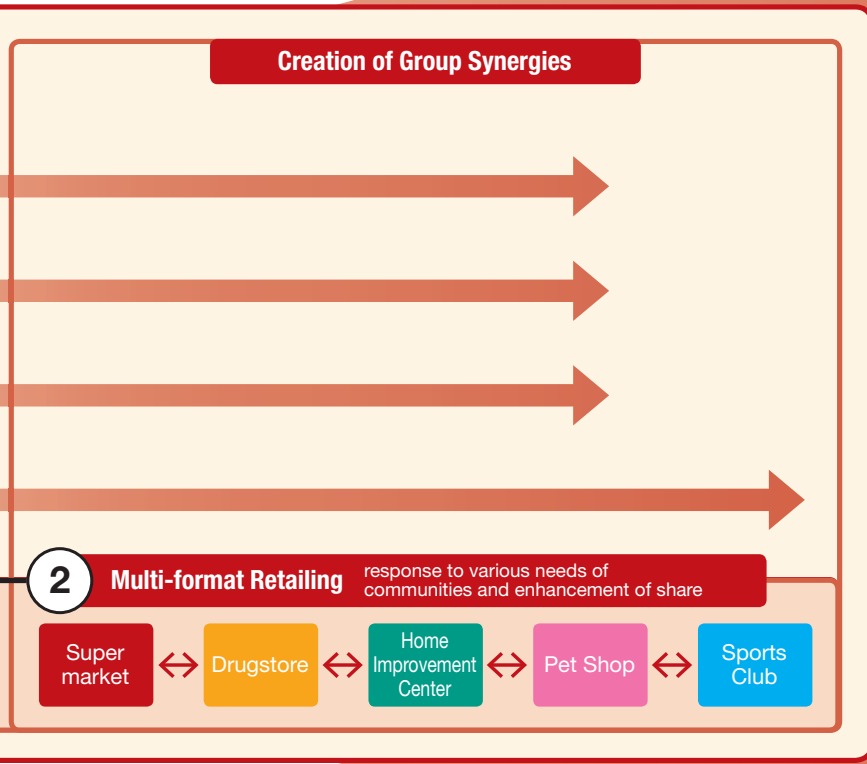 Creation of Group Synergies
2
Multi-format Retailing
response to various needs of
communities and enhancement of share
Super
market
Drugstore
Home
Improvement
Center
Pet Shop
Sports
Club